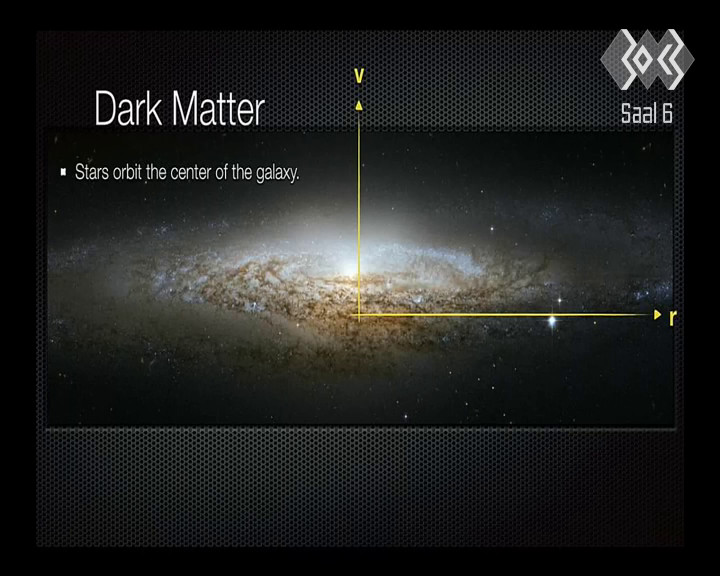 v
Dark Matter
Saal 6
Stars orbit the center of the galaxy.
r